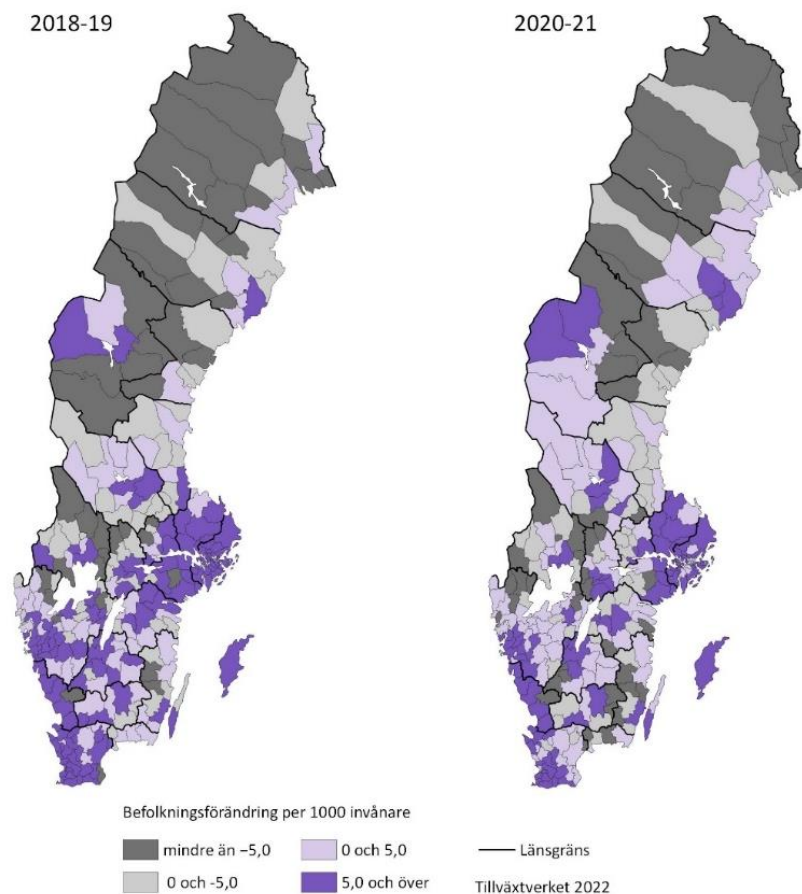 2018-19
2020-21
Befolkningsförändring per 1000 invånare
mindre än −5,0
0 och 5,0
Länsgräns
0 och -5,0
5,0 och över
Tillväxtverket 2022